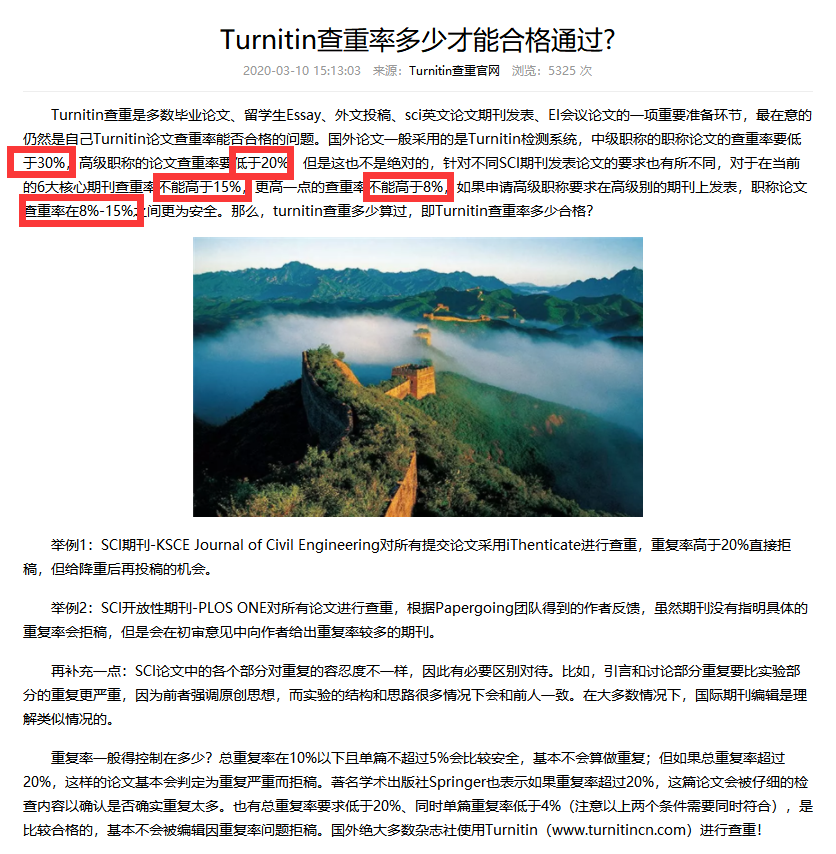 Turnitin查重率多少才能合格通过?
2020-03-10 15:13:03 来源：Turnitin查重官网 浏览：5325 次
Turnitin查重是多数毕业论文、留学生Essay、外文投稿、sci英文论文期刊发表、EI会议论文的一项重要准备环节，最在意的
仍然是自己Turnitin论文查重率能否合格的问题。国外论文一般采用的是Turnitin检测系统，中级职称的职称论文的查重率要低
于30%，高级职称的论文查重率要低于20% 但是这也不是绝对的，针对不同SCI期刊发表论文的要求也有所不同，对于在当前
的6大核心期刊查重率不能高于15%，更高一点的查重率不能高于8%，如果申请高级职称要求在高级别的期刊上发表，职称论文
查重率在8%-15%之间更为安全。那么，turnitin查重多少算过，即Turnitin查重率多少合格?
举例1：SCI期刊-KSCE Journal of Civil Engineering对所有提交论文采用iThenticate进行查重，重复率高于20%直接拒
稿，但给降重后再投稿的机会。
举例2：SCI开放性期刊-PLOS ONE对所有论文进行查重，根据Papergoing团队得到的作者反馈，虽然期刊没有指明具体的
重复率会拒稿，但是会在初审意见中向作者给出重复率较多的期刊。
再补充一点：SCI论文中的各个部分对重复的容忍度不一样，因此有必要区别对待。比如，引言和讨论部分重复要比实验部
分的重复更严重，因为前者强调原创思想，而实验的结构和思路很多情况下会和前人一致。在大多数情况下，国际期刊编辑是理
解类似情况的。
重复率一般得控制在多少？总重复率在10%以下且单篇不超过5%会比较安全，基本不会算做重复；但如果总重复率超过
20%，这样的论文基本会判定为重复严重而拒稿。著名学术出版社Springer也表示如果重复率超过20%，这篇论文会被仔细的检
查内容以确认是否确实重复太多。也有总重复率要求低于20%、同时单篇重复率低于4%（注意以上两个条件需要同时符合），是
比较合格的，基本不会被编辑因重复率问题拒稿。国外绝大多数杂志社使用Turnitin（www.turnitincn.com）进行查重！